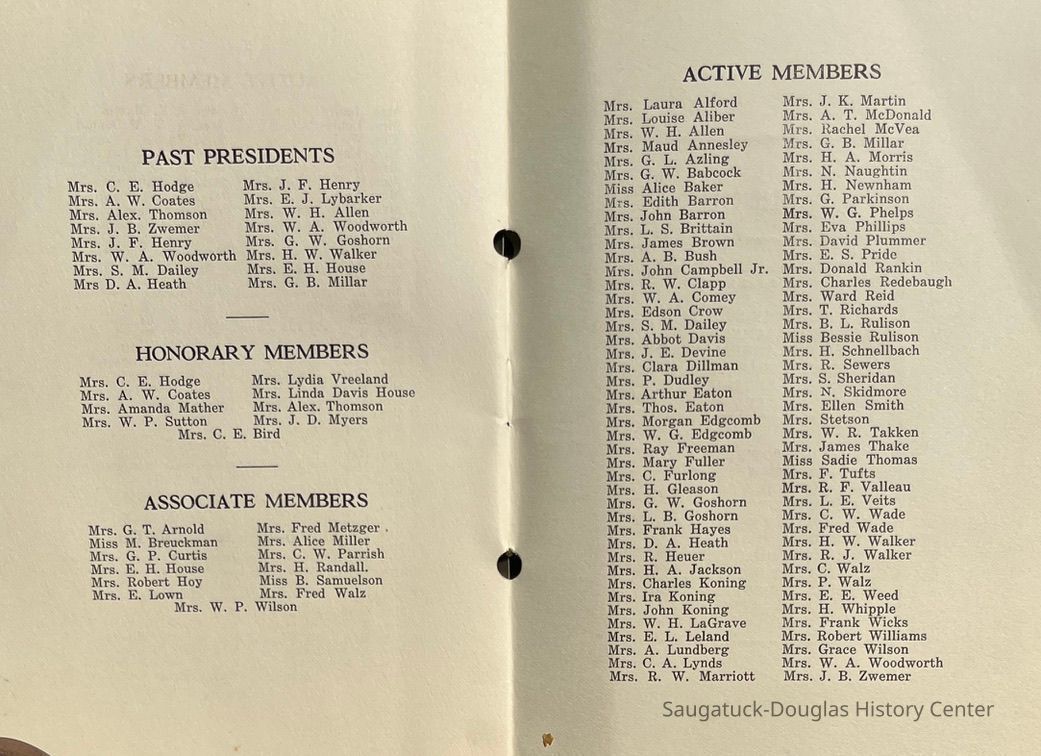 PAST PRESIDENTS
Mrs. C. E. Hodge
Mrs. A. W. Coates
Mrs. Alex. Thomson
Mrs. J. B. Zwemer
Mrs. J. F. Henry
Mrs. W. A. Woodworth
Mrs. S. M. Dailey
Mrs D. A. Heath
Mrs. J. F. Henry
Mrs. E. J. Lybarker
Mrs. W. H. Allen
Mrs. W. A. Woodworth
Mrs. G. W. Goshorn
Mrs. H. W. Walker
Mrs. E. H. House
Mrs. G. B. Millar
HONORARY MEMBERS
Mrs. C. E. Hodge
Mrs. A. W. Coates
Mrs. Amanda Mather
Mrs. W. P. Sutton
Mrs. Lydia Vreeland
Mrs. Linda Davis House
Mrs. Alex. Thomson
Mrs. J. D. Myers
Mrs. C. E. Bird
ASSOCIATE MEMBERS
Mrs. G. T. Arnold
Miss M. Breuckman
Mrs. G. P. Curtis
Mrs. E. H. House
Mrs. Robert Hoy
Mrs. E. Lown
Mrs. Fred Metzger .
Mrs. Alice Miller
Mrs. C. W. Parrish
Mrs. H. Randall.
Miss B. Samuelson
Mrs. Fred Walz
Mrs. W. P. Wilson
ACTIVE MEMBERS
Mrs. Laura Alford
Mrs. Louise Aliber
Mrs. W. H. Allen
Mrs. Maud Annesley
Mrs. G. L. Azling
Mrs. G. W. Babcock
Miss Alice Baker
Mrs. Edith Barron
Mrs. John Barron
Mrs. L. S. Brittain
Mrs. James Brown
Mrs. A. B. Bush
Mrs. John Campbell Jr.
Mrs. R. W. Clapp
Mrs. W. A. Comey
Mrs. Edson Crow
Mrs. S. M. Dailey
Mrs. Abbot Davis
Mrs. J. E. Devine
Mrs. Clara Dillman
Mrs. P. Dudley
Mrs. Arthur Eaton
Mrs. Thos. Eaton
Mrs. Morgan Edgcomb
Mrs. W. G. Edgcomb
Mrs. Ray Freeman
Mrs. Mary Fuller
Mrs. C. Furlong
Mrs. H. Gleason
Mrs. G. W. Goshorn
Mrs. L. B. Goshorn
Mrs. Frank Hayes
Mrs. D. A. Heath
Mrs. R. Heuer
Mrs. H. A. Jackson
Mrs. Charles Koning
Mrs. Ira Koning
Mrs. John Koning
Mrs. W. H. LaGrave
Mrs. E. L. Leland
Mrs. A. Lundberg
Mrs. C. A. Lynds
Mrs. R. W. Marriott
Mrs. J. K. Martin
Mrs. A. T. McDonald
Mrs. Rachel McVea
Mrs. G. B. Millar
Mrs. H. A. Morris
Mrs. N. Naughtin
Mrs. H. Newnham
Mrs. G. Parkinson
Mrs. W. G. Phelps
Mrs. Eva Phillips
Mrs. David Plummer
Mrs. E. S. Pride
Mrs. Donald Rankin
Mrs. Charles Redebaugh
Mrs. Ward Reid
Mrs. T. Richards
Mrs. B. L. Rulison
Miss Bessie Rulison
Mrs. H. Schnellbach
Mrs. R. Sewers
Mrs. S. Sheridan
Mrs. N. Skidmore
Mrs. Ellen Smith
Mrs. Stetson
Mrs. W. R. Takken
Mrs. James Thake
Miss Sadie Thomas
Mrs. F. Tufts
Mrs. R. F. Valleau
Mrs. L. E. Veits
Mrs. C. W. Wade
Mrs. Fred Wade
Mrs. H. W. Walker
Mrs. R. J. Walker
Mrs. C. Walz
Mrs. P. Walz
Mrs. E. E. Weed
Mrs. H. Whipple
Mrs. Frank Wicks
Mrs. Robert Williams
Mrs. Grace Wilson
Mrs. W. A. Woodworth
Mrs. J. B. Zwemer
Saugatuck-Douglas History Center